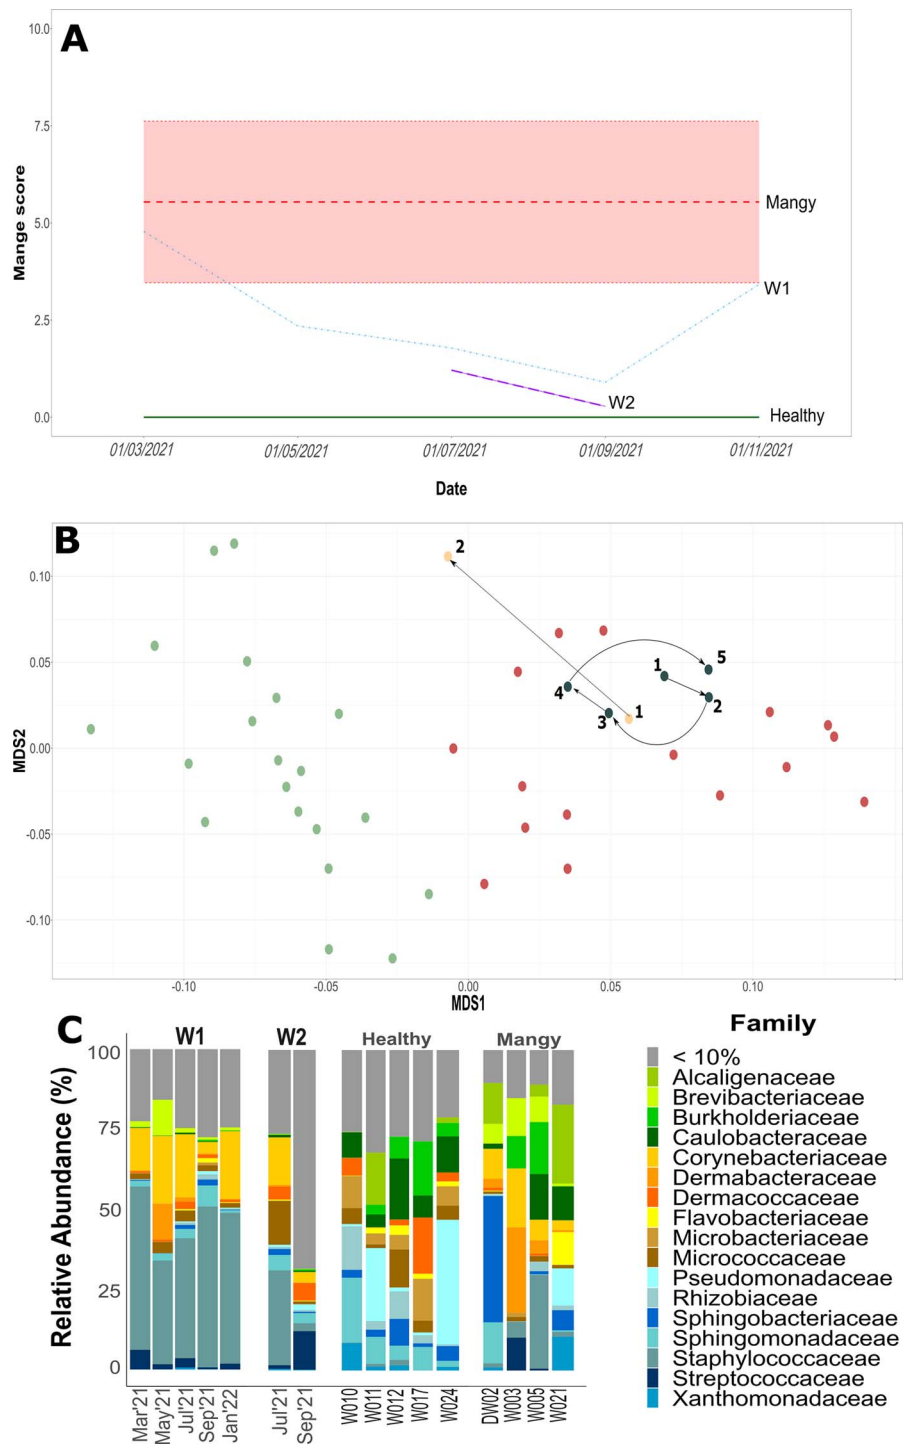 A
10.0
7.5
5.0
2.5
0.0
Mange score
Mangy
W1
W2
Healthy
01/03/2021 01/05/2021 01/07/2021 01/09/2021 01/11/2021
Date
B
0.10
0.05
0.00
-0.05
-0.10
MDS2
2
1
5
4
1
2
3
1
-0.10 -0.05 0.00 0.05 0.10
MDS1
C
W1 W2 Healthy Mangy
100
75
50
25
0
Relative Abundance (%)
Mar'21 May'21 Jul'21 Sep'21 Jan'22
Jul'21 Sep'21
W010 W011 W012 W017 W024
DW02 W003 W005 W021
Family
< 10%
Alcaligenaceae
Brevibacteriaceae
Burkholderiaceae
Caulobacteraceae
Corynebacteriaceae
Dermabacteraceae
Dermacoccaceae
Flavobacteriaceae
Microbacteriaceae
Micrococcaceae
Pseudomonadaceae
Rhizobiaceae
Sphingobacteriaceae
Sphingomonadaceae
Staphylococcaceae
Streptococcaceae
Xanthomonadaceae